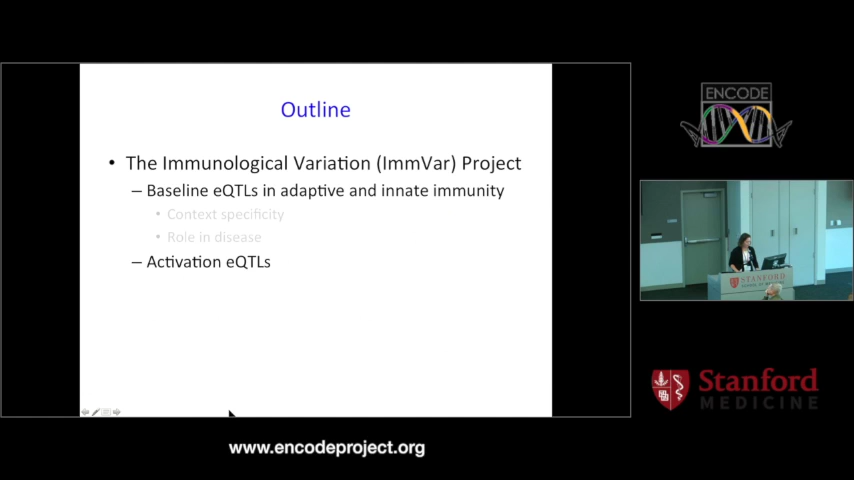 Outline
• The Immunological Variation (ImmVar) Project
– Baseline eQTLs in adaptive and innate immunity
• Context specificity
• Role in disease
– Activation eQTLs
ENCODE
STANFORD
Stanford
MEDICINE
www.encodeproject.org